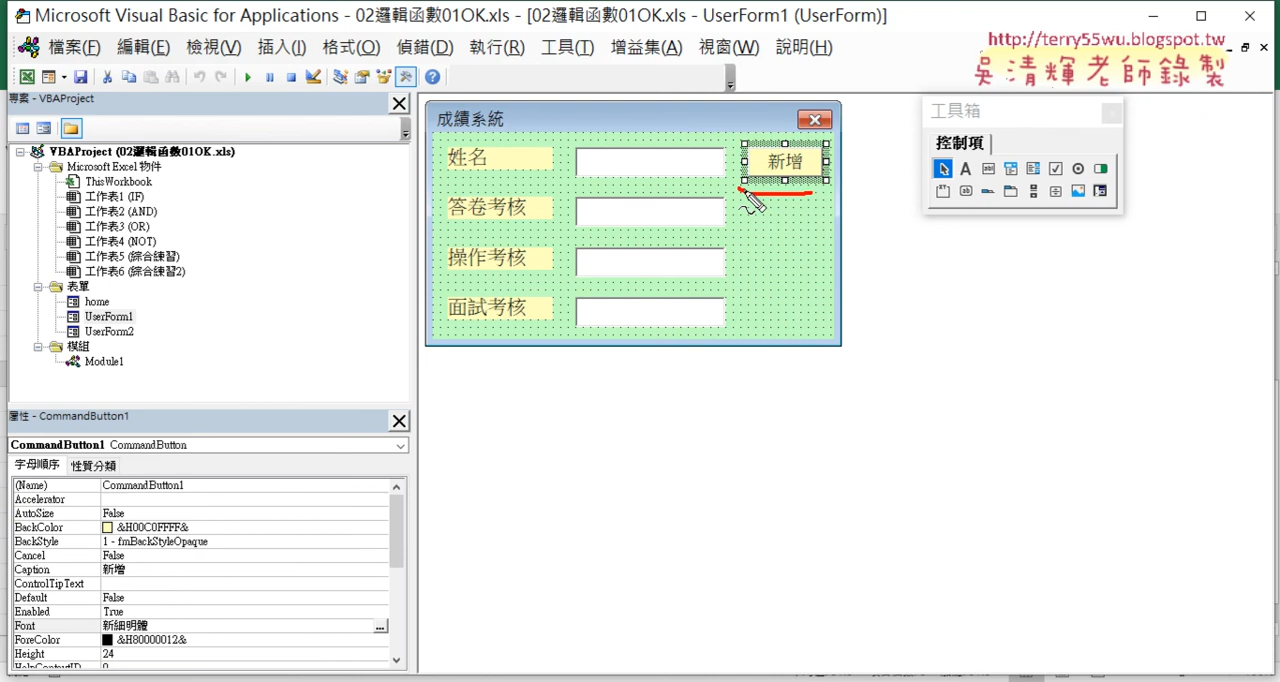 Microsoft Visual Basic for Applications - 02邏輯函數01OK.xls - [02邏輯函數01OK.xls - UserForm1 (UserForm)]
檔案(F) 編輯(E) 檢視(V) 插入(I) 格式(O) 偵錯(D) 執行(R) 工具(T) 增益集(A) 視窗(W) 說明(H)
http://terry55wu.blogspot.tw
吳清輝老師錄製
專案 - VBAProject
VBAProject (02邏輯函數01OK.xls)
Microsoft Excel 物件
ThisWorkbook
工作表1 (IF)
工作表2 (AND)
工作表3 (OR)
工作表4 (NOT)
工作表5 (綜合練習)
工作表6 (綜合練習2)
表單
home
UserForm1
UserForm2
模組
Module1
成績系統
姓名
新增
答卷考核
操作考核
面試考核
工具箱
控制項
屬性 - CommandButton1
CommandButton1 CommandButton
字母順序 性質分類
(Name) CommandButton1
Accelerator
AutoSize False
BackColor &H00C0FFFF&
BackStyle 1 - fmBackStyleOpaque
Cancel False
Caption 新增
ControlTipText
Default False
Enabled True
Font 新細明體
ForeColor &H80000012&
Height 24
HelpContextID 0